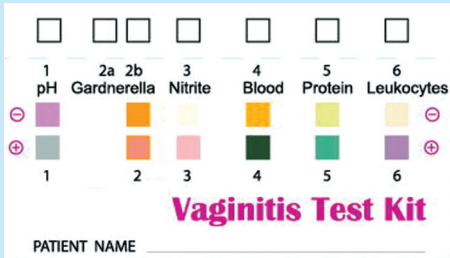 1 2a 2b 3 4 5 6
pH Gardnerella Nitrite Blood Protein Leukocytes
⊖ ⊖
⊕ ⊕
1 2 3 4 5 6
Vaginitis Test Kit
PATIENT NAME